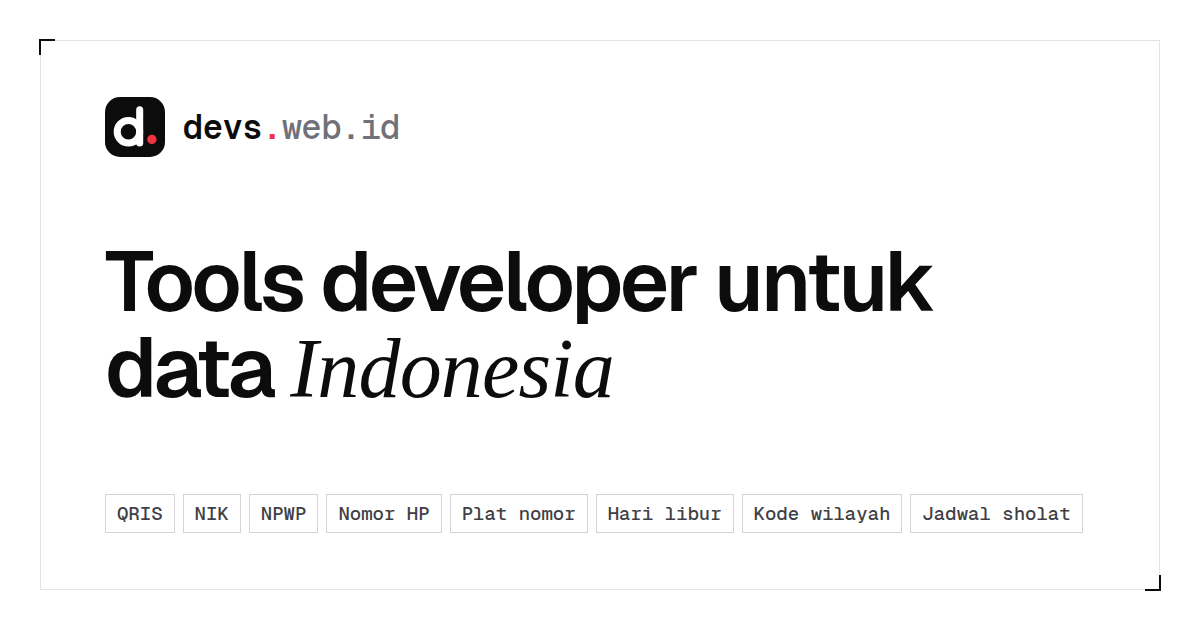 d.
devs.web.id
Tools developer untuk
data Indonesia
QRIS NIK NPWP Nomor HP Plat nomor Hari libur Kode wilayah Jadwal sholat